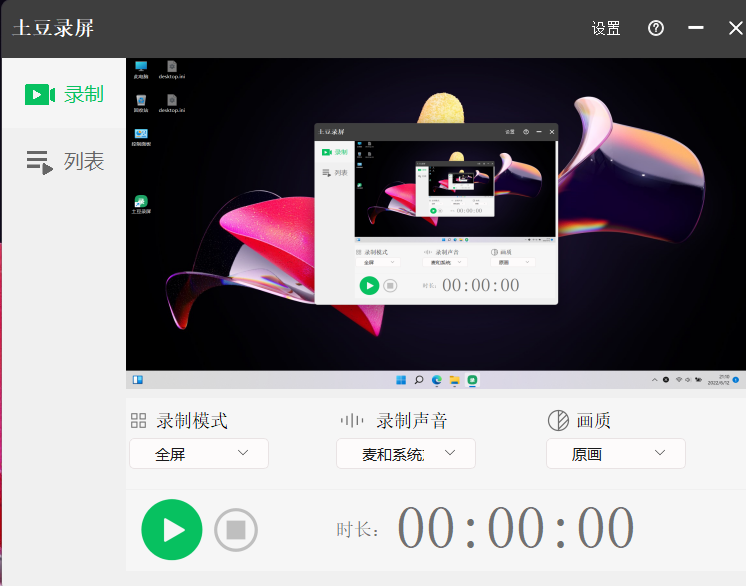 土豆录屏
设置
录制
列表
此电脑
desktop.ini
回收站
desktop.ini
控制面板
土豆录屏
土豆录屏
设置
录制
列表
录制模式
录制声音
画质
全屏
麦和系统
原画
时长:
00:00:00
2022/6/12
录制模式
录制声音
画质
全屏
麦和系统
原画
时长:
00:00:00